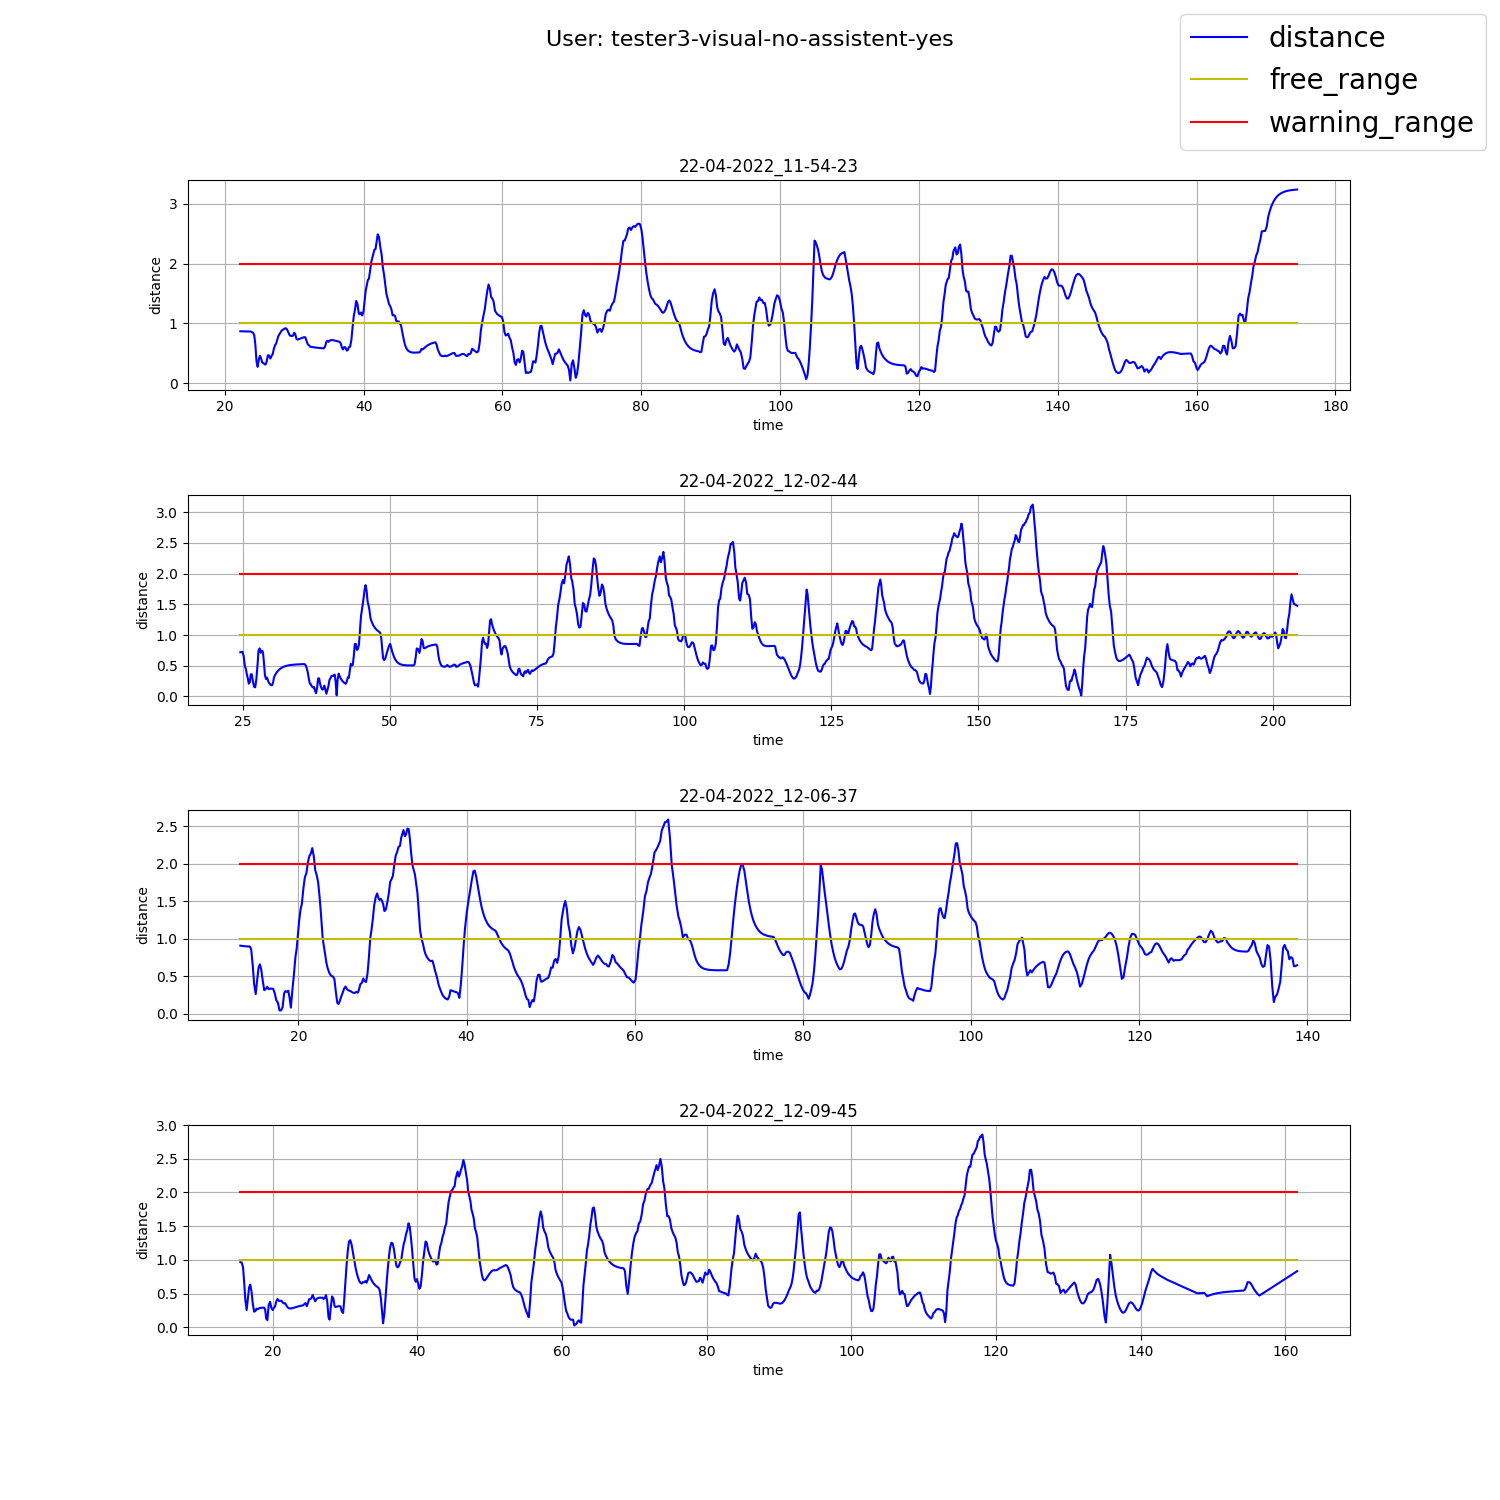 User: tester3-visual-no-assistent-yes
distance
free_range
warning_range
22-04-2022_11-54-23
3
2
1
0
distance
20 40 60 80 100 120 140 160 180
time
22-04-2022_12-02-44
3.0
2.5
2.0
1.5
1.0
0.5
0.0
distance
25 50 75 100 125 150 175 200
time
22-04-2022_12-06-37
2.5
2.0
1.5
1.0
0.5
0.0
distance
20 40 60 80 100 120 140
time
22-04-2022_12-09-45
3.0
2.5
2.0
1.5
1.0
0.5
0.0
distance
20 40 60 80 100 120 140 160
time